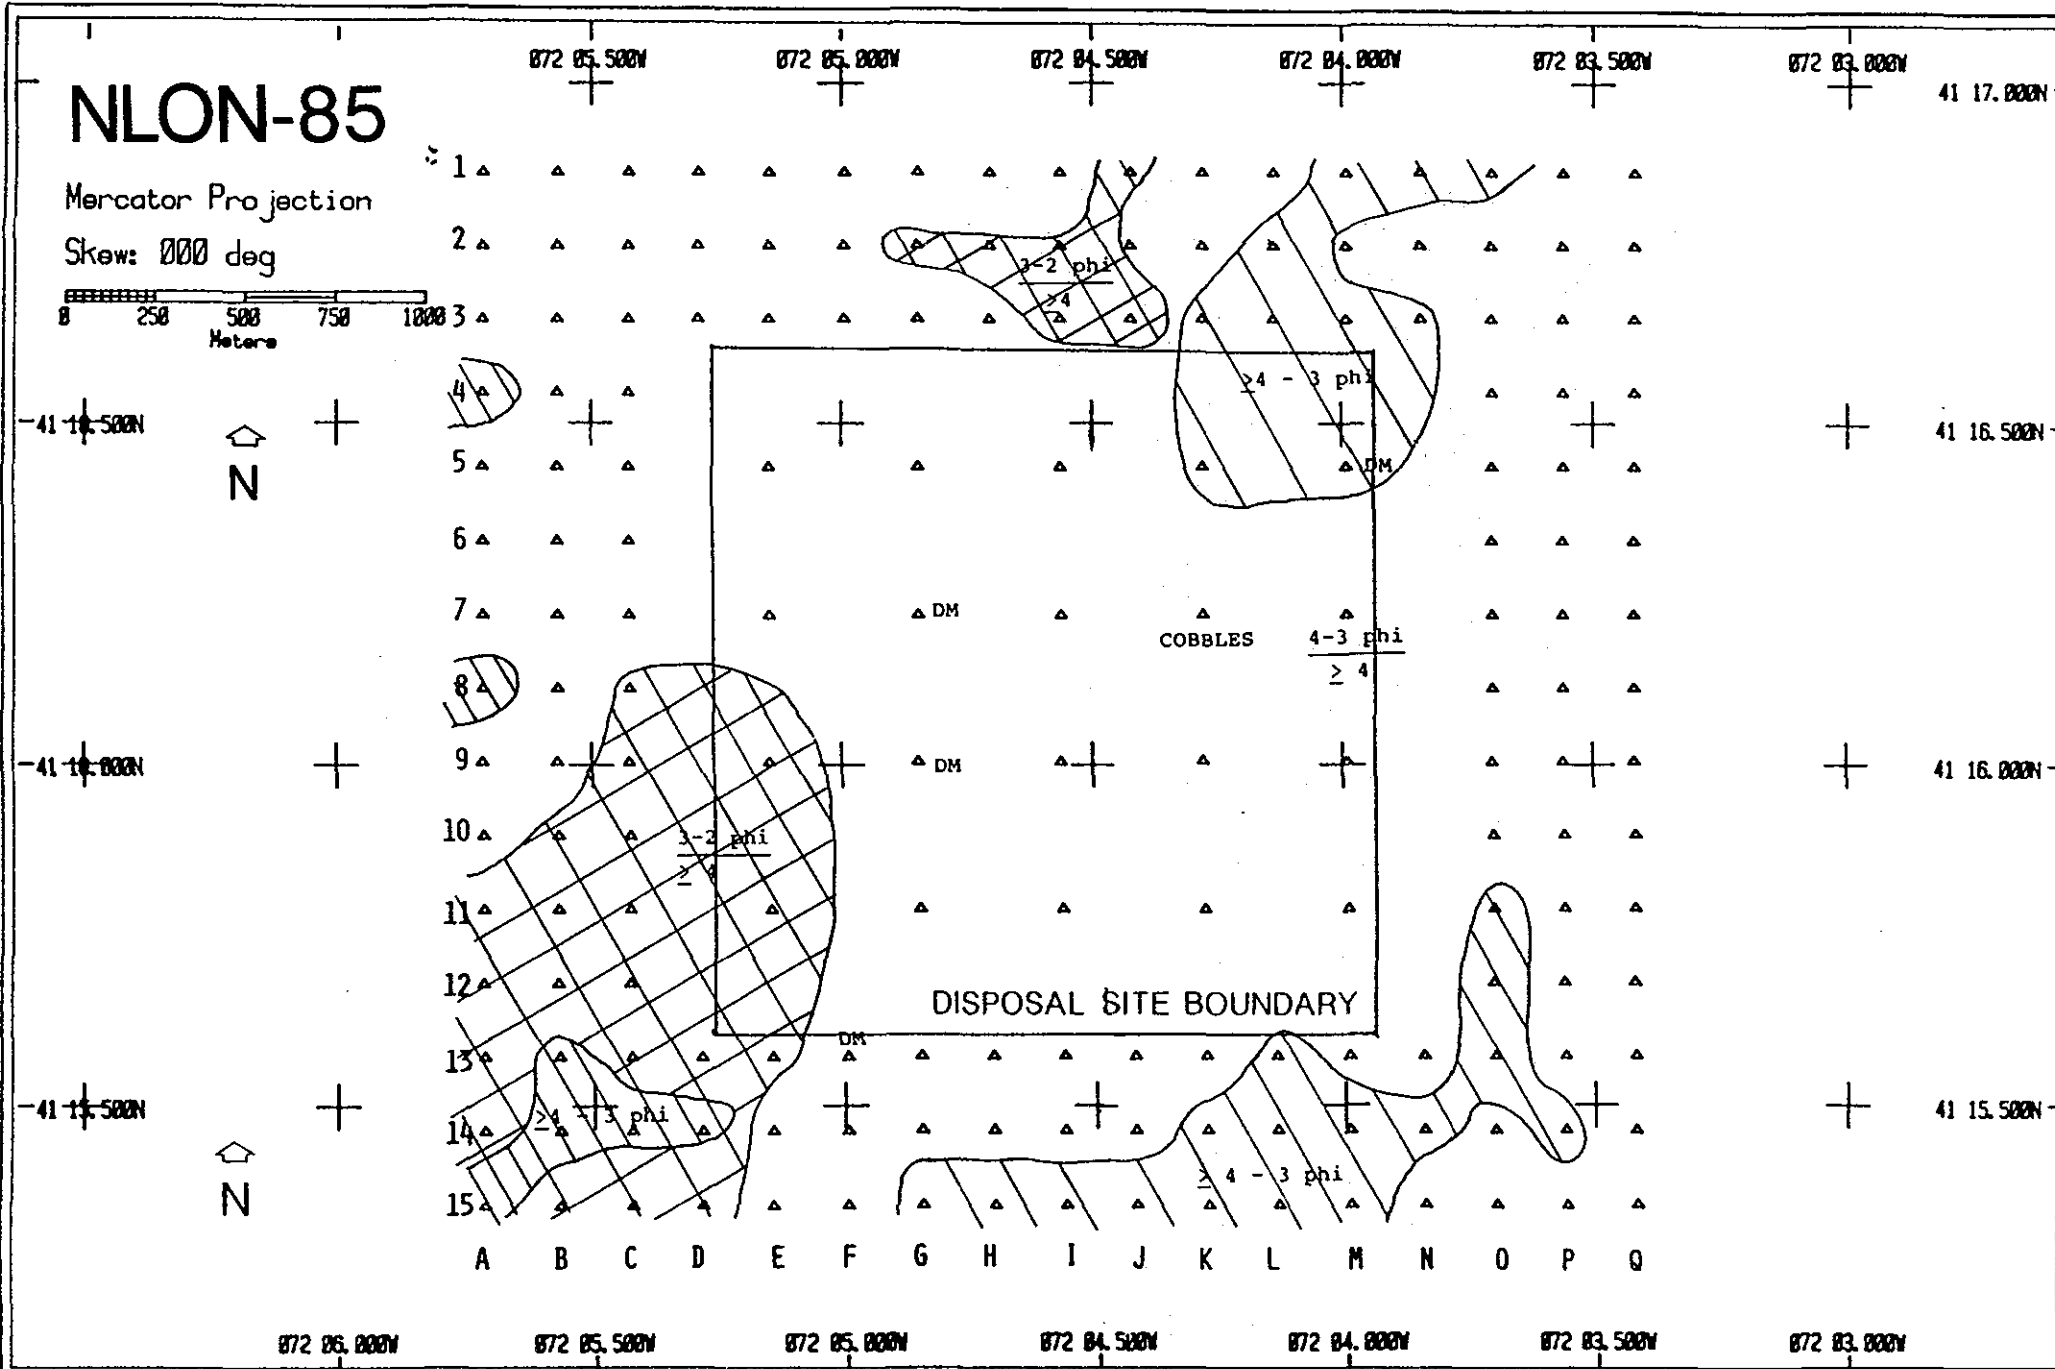 072 05.500W 072 05.000W 072 04.500W 072 04.000W 072 03.500W 072 03.000W
41 17.000N
NLON-85
Mercator Projection
Skew: 000 deg
0 250 500 750 1000
Meters
1
2
3-2 phi
≥4
3
4
≥4 - 3 phi
41 16.500N
N
5
DM
6
7
DM
COBBLES
4-3 phi
≥ 4
8
9
DM
41 16.000N
10
3-2 phi
≥ 4
11
12
DISPOSAL SITE BOUNDARY
13
DM
41 15.500N
41 15.500N
≥4 - 3 phi
14
N
≥ 4 - 3 phi
15
A B C D E F G H I J K L M N O P Q
072 06.000W 072 05.500W 072 05.000W 072 04.500W 072 04.000W 072 03.500W 072 03.000W